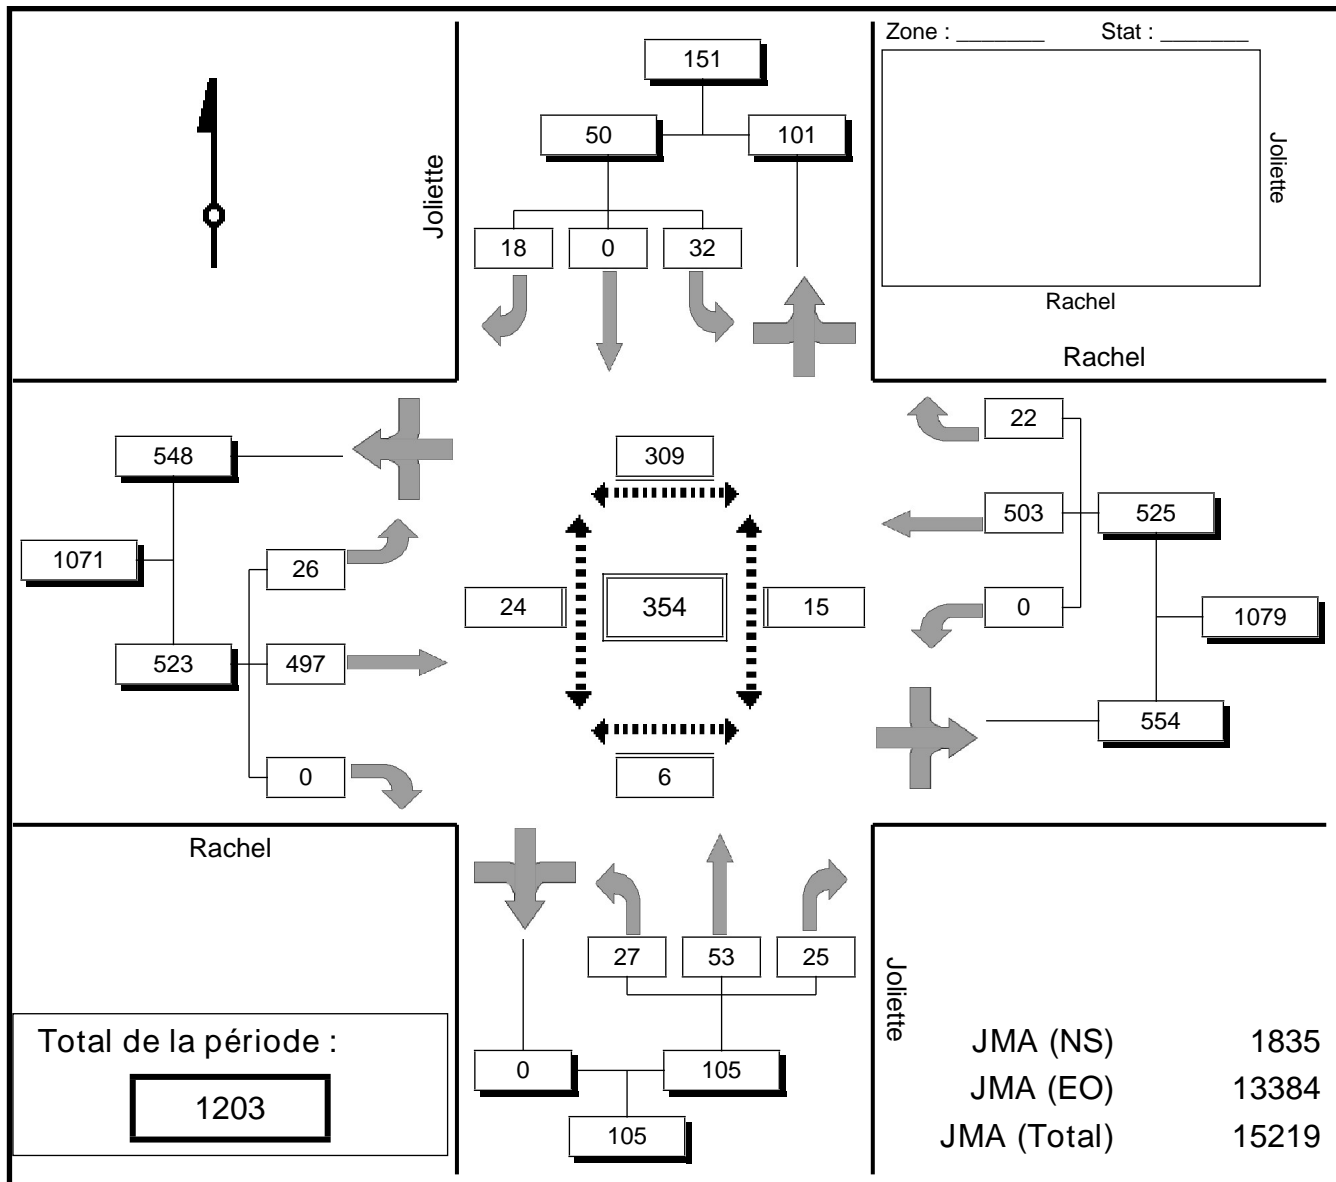 Zone : _______ Stat : _______
151
50 101
Joliette
Joliette
18 0 32
Rachel
Rachel
22
548
309
503 525
1071
26
24 354 15
0
1079
523 497
554
0
6
Rachel
27 53 25
Joliette
Total de la période :
1203
0 105
105
JMA (NS) 1835
JMA (EO) 13384
JMA (Total) 15219